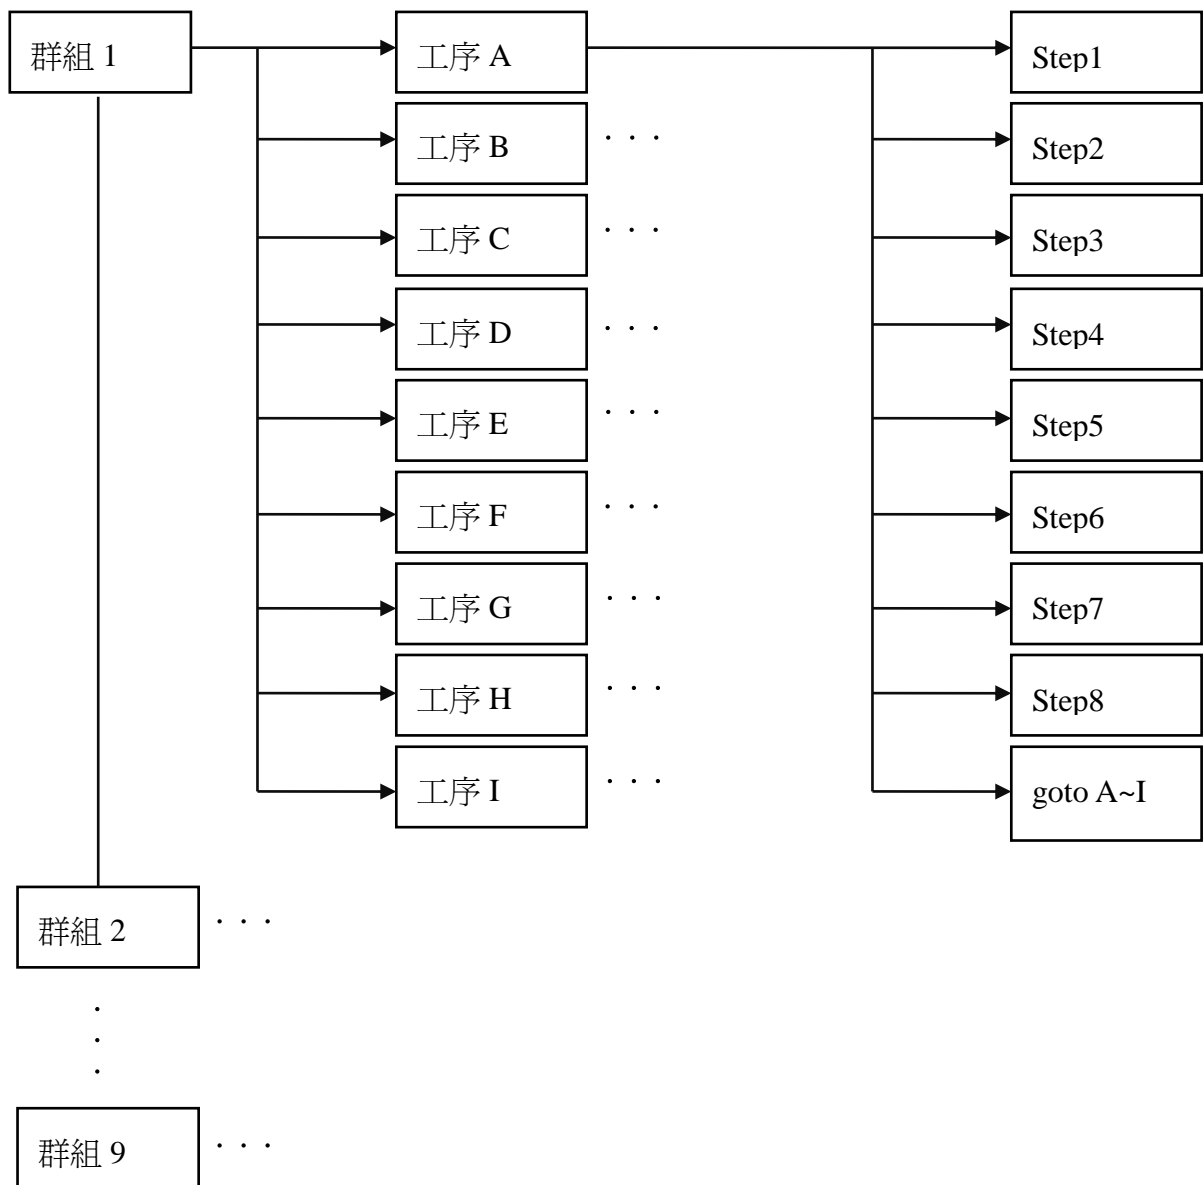 群組 1
工序 A
Step1
工序 B
. . .
Step2
工序 C
. . .
Step3
工序 D
. . .
Step4
工序 E
. . .
Step5
工序 F
. . .
Step6
工序 G
. . .
Step7
工序 H
. . .
Step8
工序 I
. . .
goto A~I
群組 2
. . .
.
.
.
群組 9
. . .